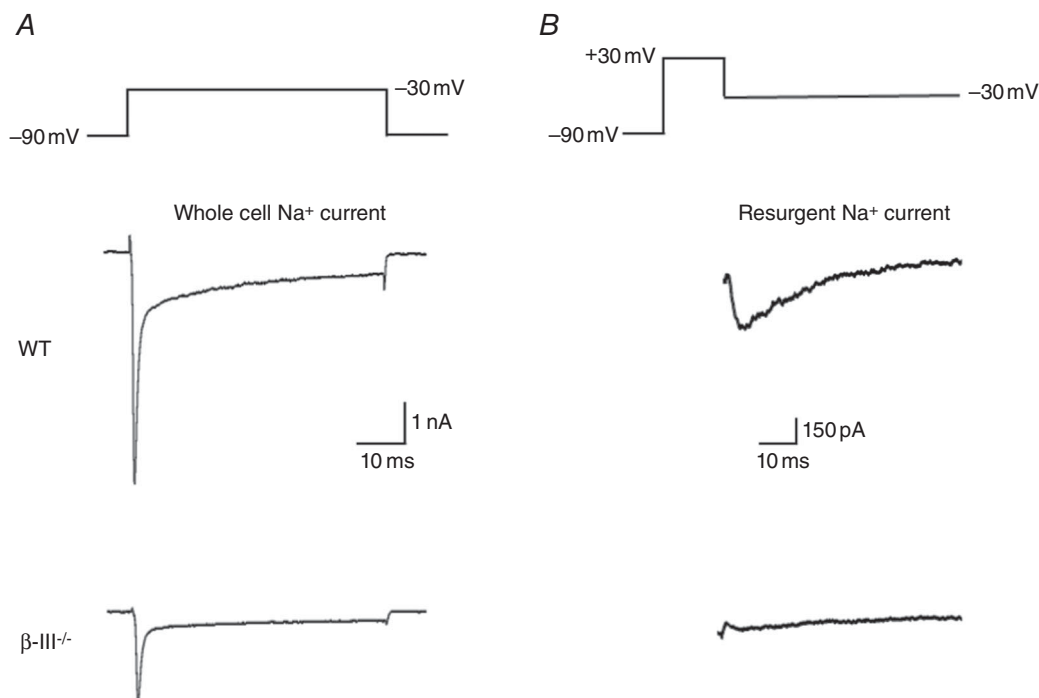 A
B
−90 mV
−30 mV
+30 mV
−90 mV
−30 mV
Whole cell Na⁺ current
Resurgent Na⁺ current
WT
1 nA
10 ms
150 pA
10 ms
β-III⁻/⁻